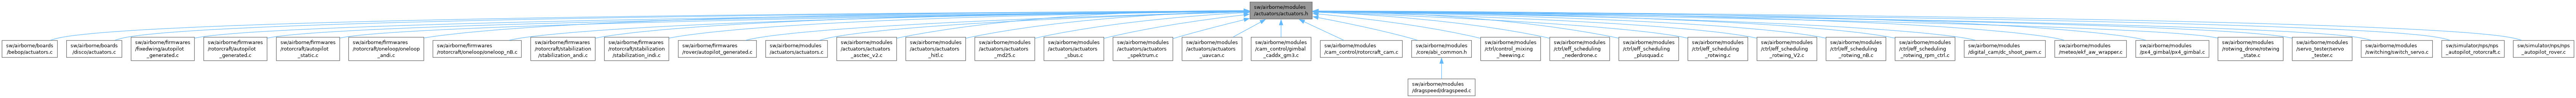 sw/airborne/modules
/actuators/actuators.h
sw/airborne/boards
/bebop/actuators.c
sw/airborne/boards
/disco/actuators.c
sw/airborne/firmwares
/fixedwing/autopilot
_generated.c
sw/airborne/firmwares
/rotorcraft/autopilot
_generated.c
sw/airborne/firmwares
/rotorcraft/autopilot
_static.c
sw/airborne/firmwares
/rotorcraft/oneloop/oneloop
_andi.c
sw/airborne/firmwares
/rotorcraft/oneloop/oneloop_nB.c
sw/airborne/firmwares
/rotorcraft/stabilization
/stabilization_andi.c
sw/airborne/firmwares
/rotorcraft/stabilization
/stabilization_indi.c
sw/airborne/firmwares
/rover/autopilot_generated.c
sw/airborne/modules
/actuators/actuators.c
sw/airborne/modules
/actuators/actuators
_asctec_v2.c
sw/airborne/modules
/actuators/actuators
_hitl.c
sw/airborne/modules
/actuators/actuators
_md25.c
sw/airborne/modules
/actuators/actuators
_sbus.c
sw/airborne/modules
/actuators/actuators
_spektrum.c
sw/airborne/modules
/actuators/actuators
_uavcan.c
sw/airborne/modules
/cam_control/gimbal
_caddx_gm3.c
sw/airborne/modules
/cam_control/rotorcraft_cam.c
sw/airborne/modules
/core/abi_common.h
sw/airborne/modules
/ctrl/control_mixing
_heewing.c
sw/airborne/modules
/ctrl/eff_scheduling
_nederdrone.c
sw/airborne/modules
/ctrl/eff_scheduling
_plusquad.c
sw/airborne/modules
/ctrl/eff_scheduling
_rotwing.c
sw/airborne/modules
/ctrl/eff_scheduling
_rotwing_V2.c
sw/airborne/modules
/ctrl/eff_scheduling
_rotwing_nB.c
sw/airborne/modules
/ctrl/eff_scheduling
_rotwing_rpm_ctrl.c
sw/airborne/modules
/digital_cam/dc_shoot_pwm.c
sw/airborne/modules
/meteo/ekf_aw_wrapper.c
sw/airborne/modules
/px4_gimbal/px4_gimbal.c
sw/airborne/modules
/rotwing_drone/rotwing
_state.c
sw/airborne/modules
/servo_tester/servo
_tester.c
sw/airborne/modules
/switching/switch_servo.c
sw/simulator/nps/nps
_autopilot_rotorcraft.c
sw/simulator/nps/nps
_autopilot_rover.c
sw/airborne/modules
/dragspeed/dragspeed.c